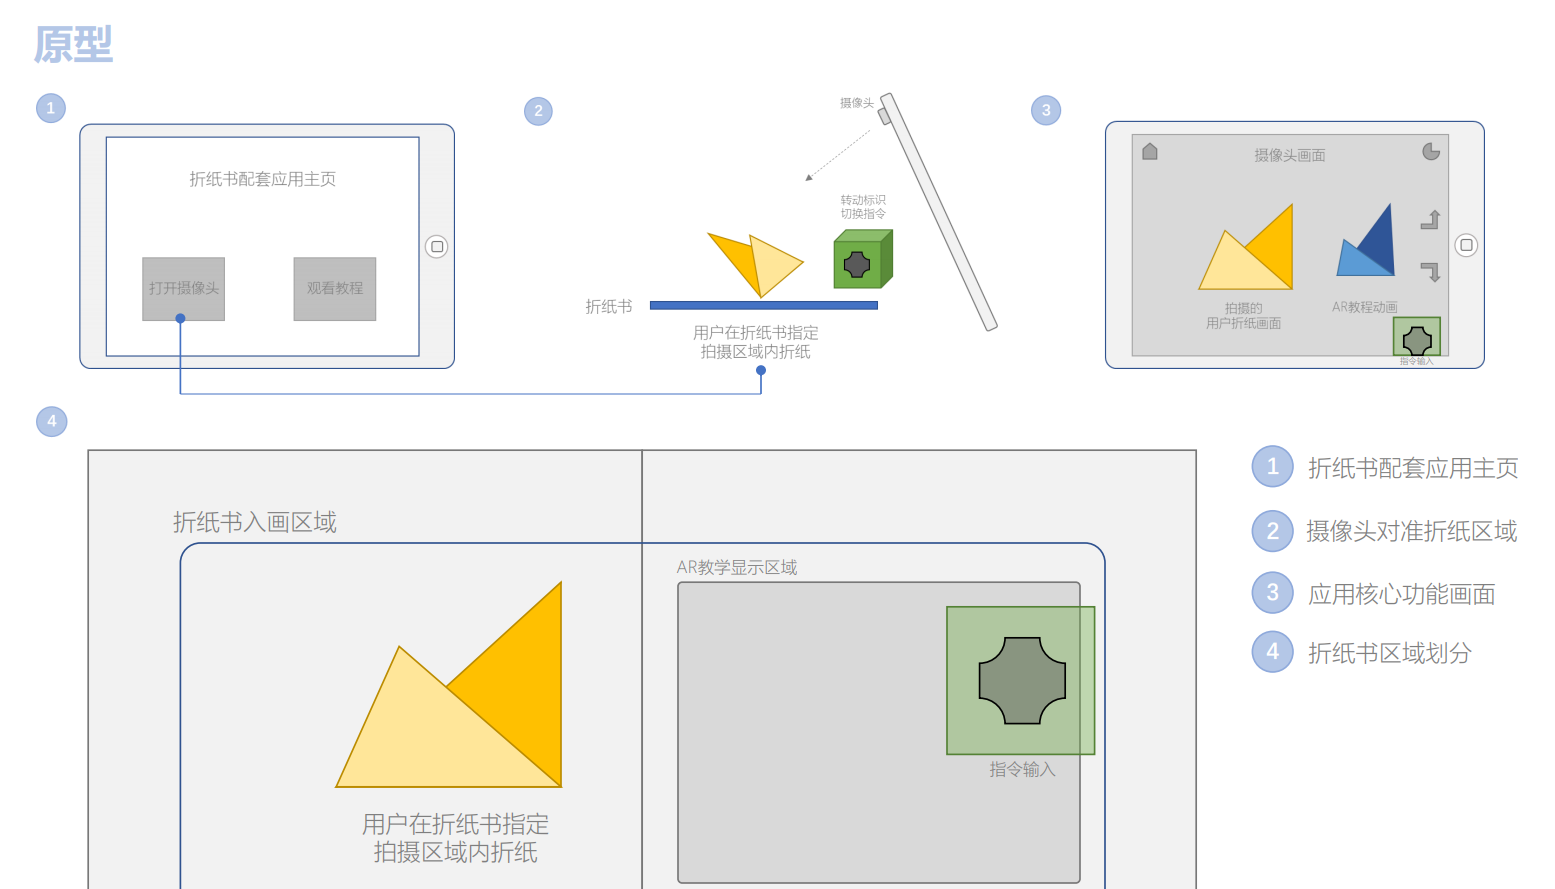 原型
1
折纸书配套应用主页
打开摄像头
观看教程
2
摄像头
转动标识
切换指令
折纸书
用户在折纸书指定
拍摄区域内折纸
3
摄像头画面
拍摄的
用户折纸画面
AR教程动画
指令输入
4
折纸书入画区域
AR教学显示区域
指令输入
用户在折纸书指定
拍摄区域内折纸
1 折纸书配套应用主页
2 摄像头对准折纸区域
3 应用核心功能画面
4 折纸书区域划分